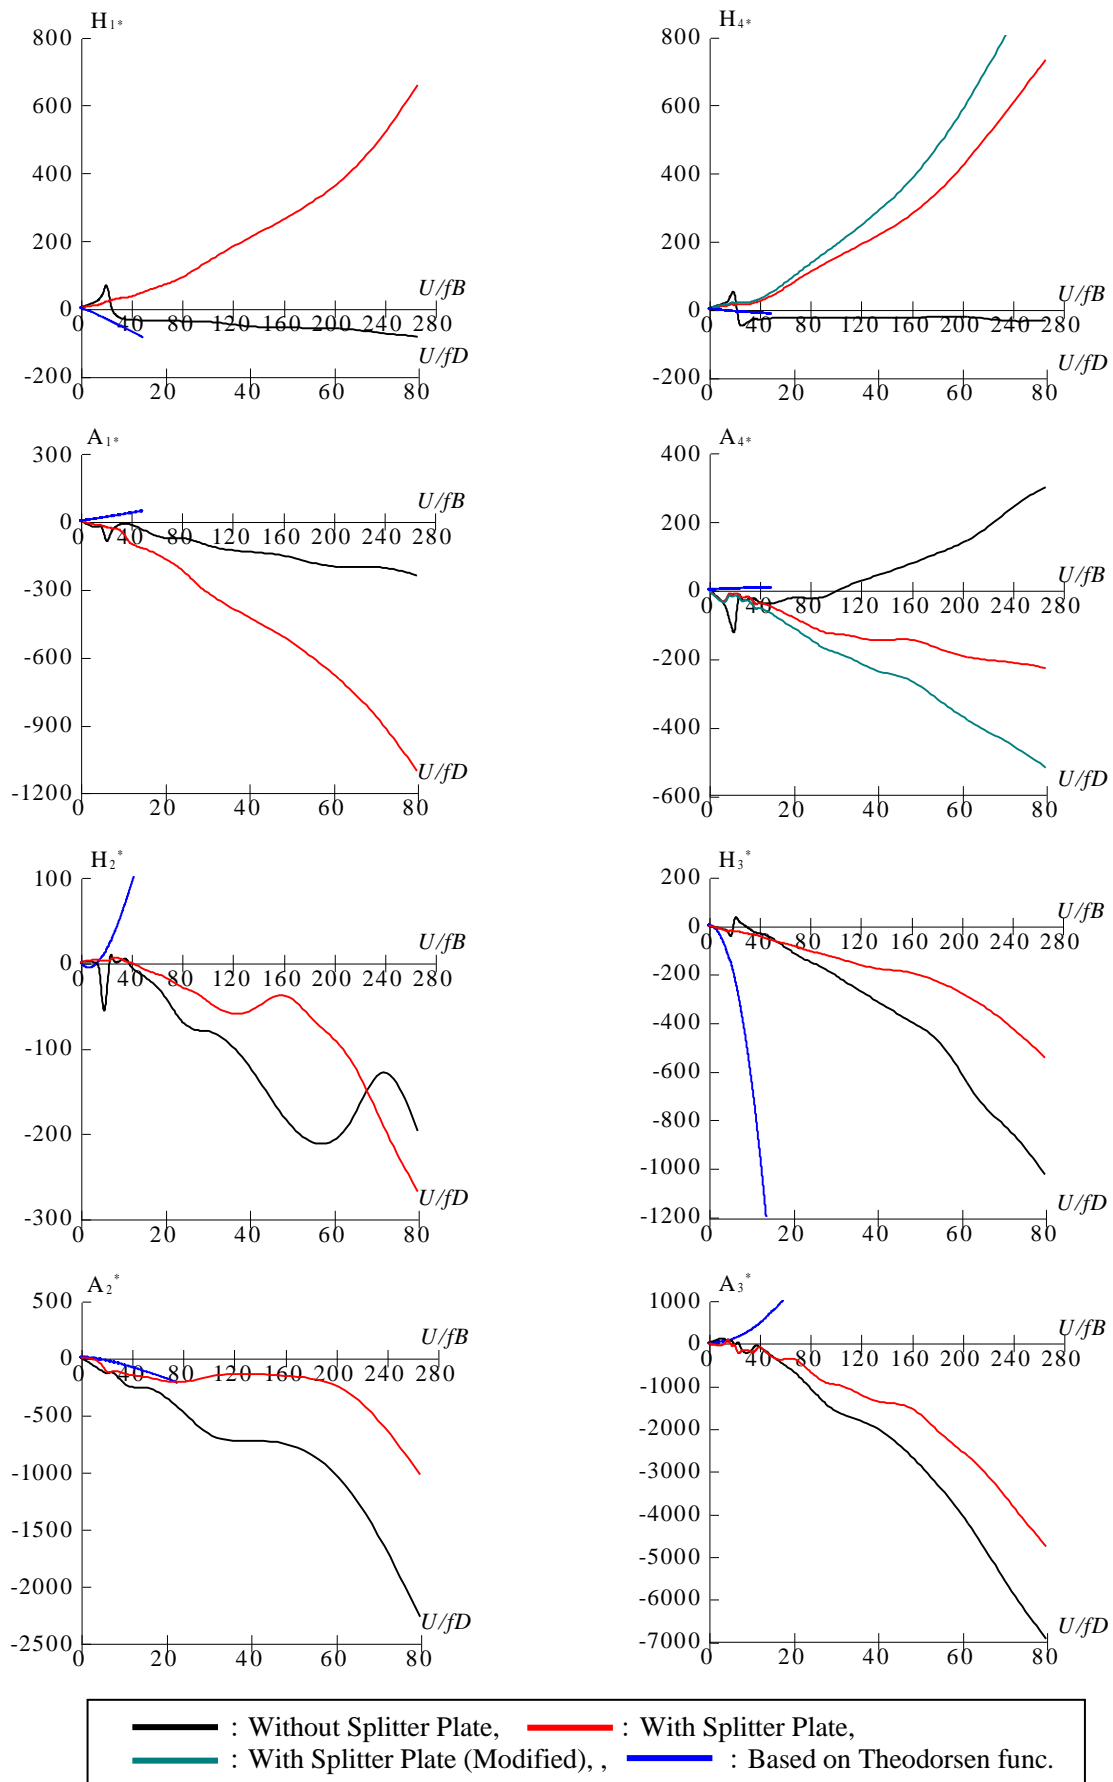 H1*
800
600
400
200
0
-200
U/fB
0 40 80 120 160 200 240 280
U/fD
0 20 40 60 80
H4*
800
600
400
200
0
-200
U/fB
0 40 80 120 160 200 240 280
U/fD
0 20 40 60 80
A1*
300
0
-300
-600
-900
-1200
U/fB
0 40 80 120 160 200 240 280
U/fD
0 20 40 60 80
A4*
400
200
0
-200
-400
-600
U/fB
0 40 80 120 160 200 240 280
U/fD
0 20 40 60 80
H2*
100
0
-100
-200
-300
U/fB
0 40 80 120 160 200 240 280
U/fD
0 20 40 60 80
H3*
200
0
-200
-400
-600
-800
-1000
-1200
U/fB
0 40 80 120 160 200 240 280
U/fD
0 20 40 60 80
A2*
500
0
-500
-1000
-1500
-2000
-2500
U/fB
0 40 80 120 160 200 240 280
U/fD
0 20 40 60 80
A3*
1000
0
-1000
-2000
-3000
-4000
-5000
-6000
-7000
U/fB
0 40 80 120 160 200 240 280
U/fD
0 20 40 60 80
: Without Splitter Plate, : With Splitter Plate,
: With Splitter Plate (Modified), , : Based on Theodorsen func.